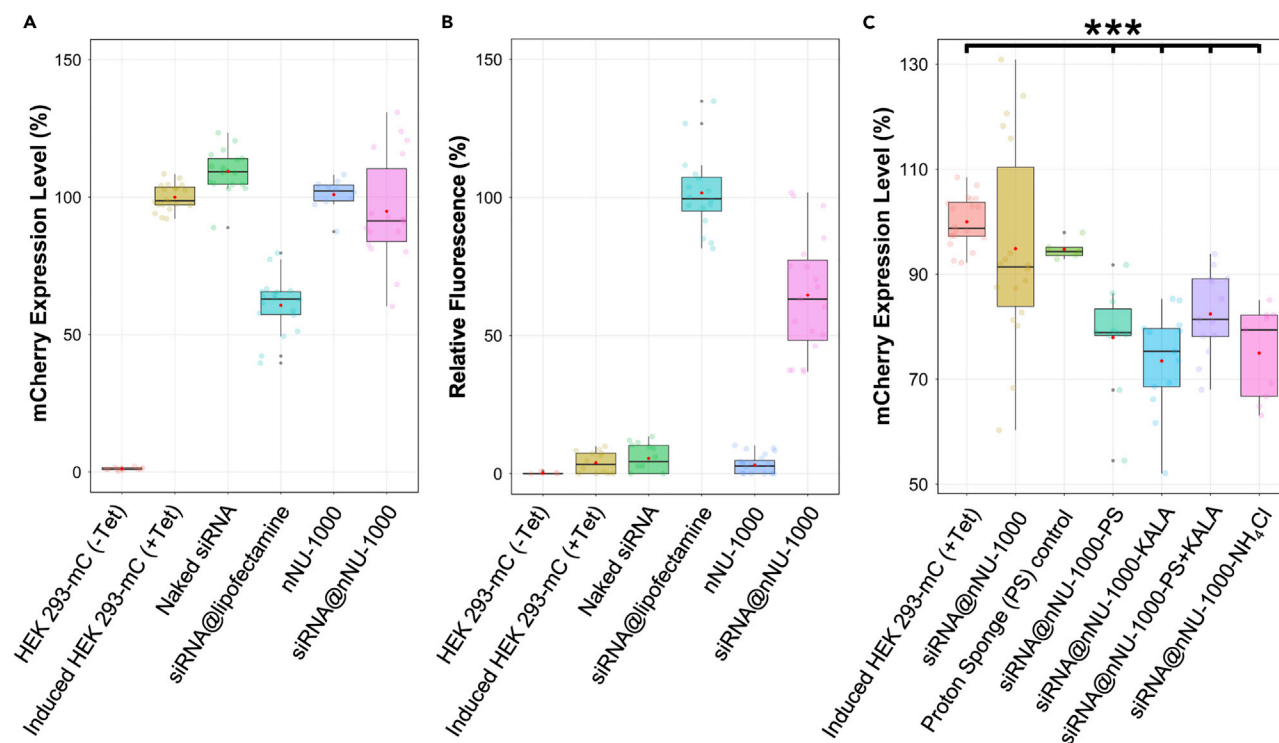 A
mCherry Expression Level (%)
150
100
50
0
HEK 293-mC (-Tet)
Induced HEK 293-mC (+Tet)
Naked siRNA
siRNA@lipofectamine
nNU-1000
siRNA@nNU-1000
B
Relative Fluorescence (%)
150
100
50
0
HEK 293-mC (-Tet)
Induced HEK 293-mC (+Tet)
Naked siRNA
siRNA@lipofectamine
nNU-1000
siRNA@nNU-1000
C
***
mCherry Expression Level (%)
130
110
90
70
50
Induced HEK 293-mC (+Tet)
siRNA@nNU-1000
Proton Sponge (PS) control
siRNA@nNU-1000-PS
siRNA@nNU-1000-KALA
siRNA@nNU-1000-PS+KALA
siRNA@nNU-1000-NH₄Cl